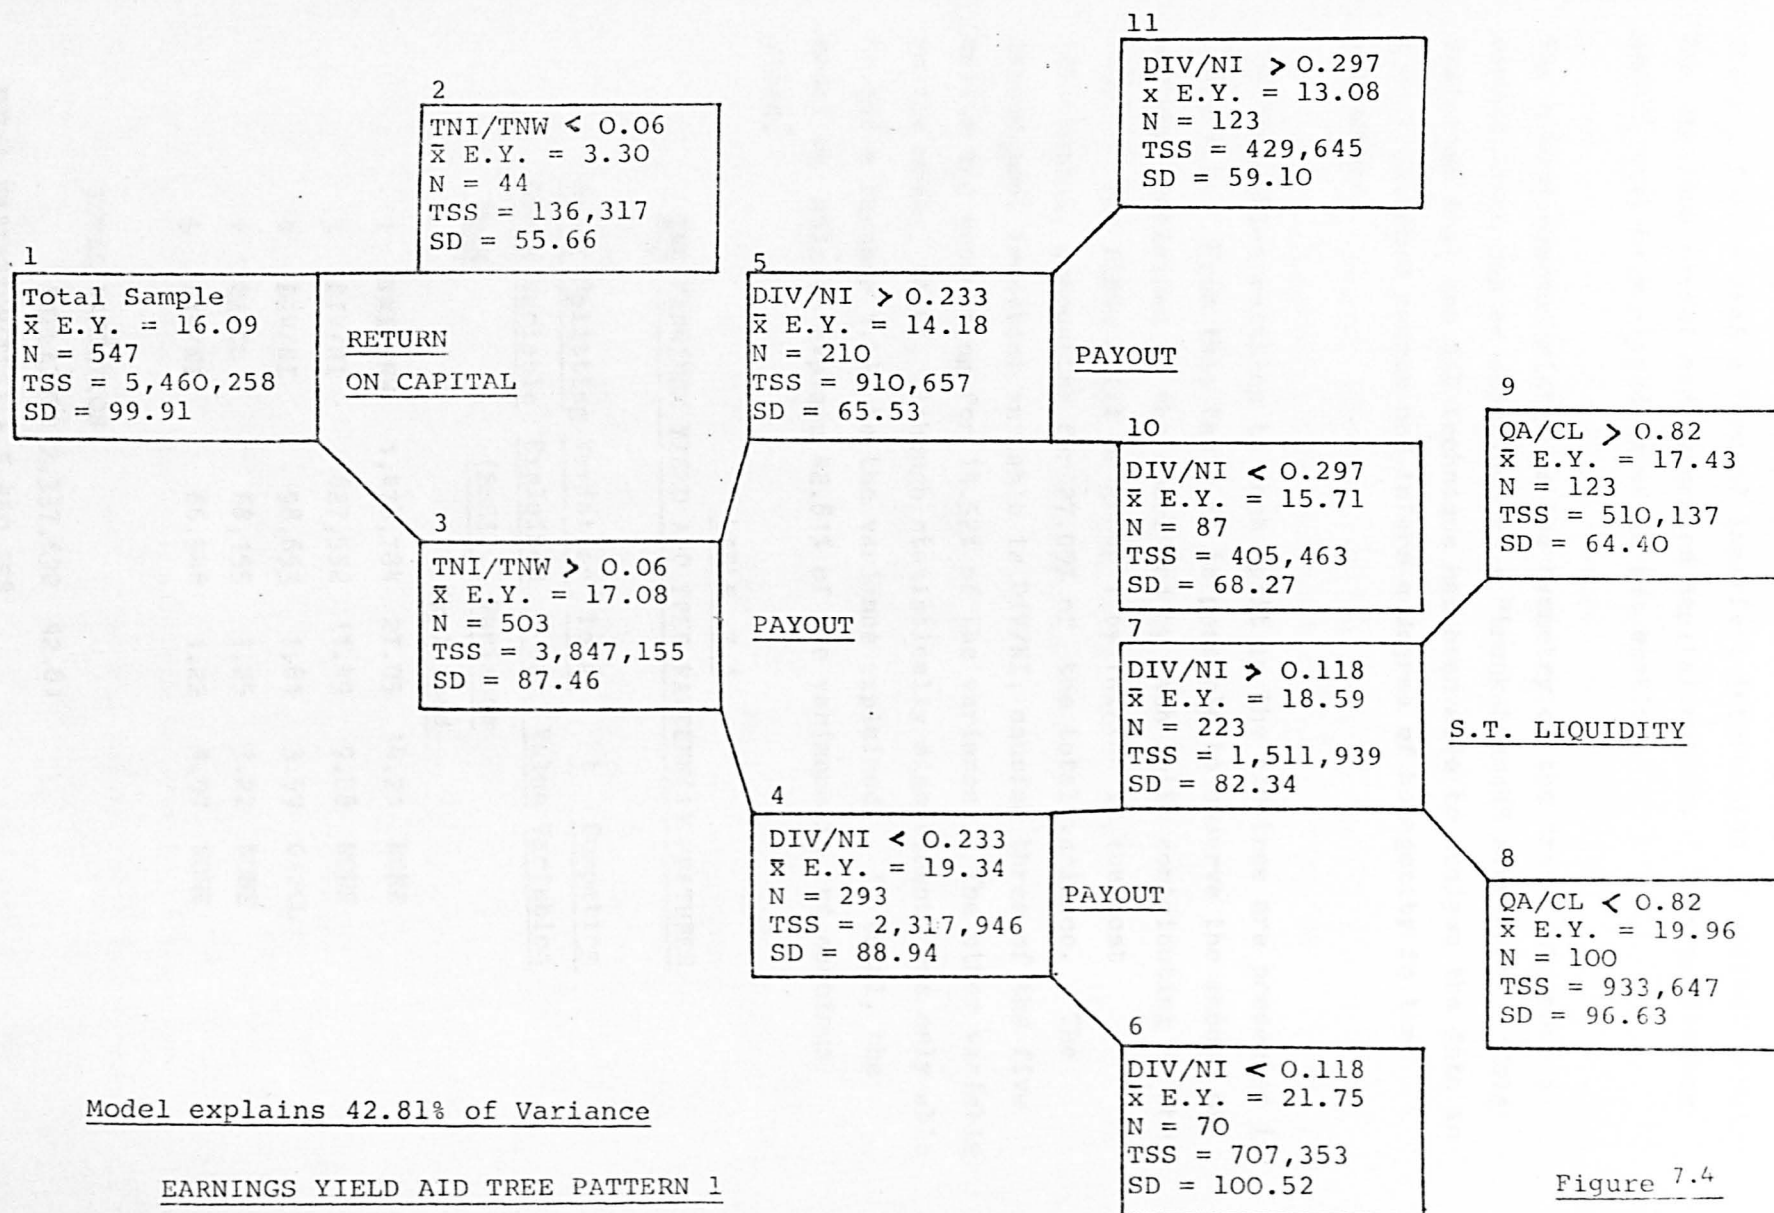 1
Total Sample
x̄ E.Y. = 16.09
N = 547
TSS = 5,460,258
SD = 99.91
RETURN
ON CAPITAL
2
TNI/TNW < 0.06
x̄ E.Y. = 3.30
N = 44
TSS = 136,317
SD = 55.66
3
TNI/TNW > 0.06
x̄ E.Y. = 17.08
N = 503
TSS = 3,847,155
SD = 87.46
PAYOUT
5
DIV/NI > 0.233
x̄ E.Y. = 14.18
N = 210
TSS = 910,657
SD = 65.53
PAYOUT
4
DIV/NI < 0.233
x̄ E.Y. = 19.34
N = 293
TSS = 2,317,946
SD = 88.94
PAYOUT
11
DIV/NI > 0.297
x̄ E.Y. = 13.08
N = 123
TSS = 429,645
SD = 59.10
10
DIV/NI < 0.297
x̄ E.Y. = 15.71
N = 87
TSS = 405,463
SD = 68.27
7
DIV/NI > 0.118
x̄ E.Y. = 18.59
N = 223
TSS = 1,511,939
SD = 82.34
S.T. LIQUIDITY
6
DIV/NI < 0.118
x̄ E.Y. = 21.75
N = 70
TSS = 707,353
SD = 100.52
9
QA/CL > 0.82
x̄ E.Y. = 17.43
N = 123
TSS = 510,137
SD = 64.40
8
QA/CL < 0.82
x̄ E.Y. = 19.96
N = 100
TSS = 933,647
SD = 96.63
Model explains 42.81% of Variance
EARNINGS YIELD AID TREE PATTERN 1
Figure 7.4